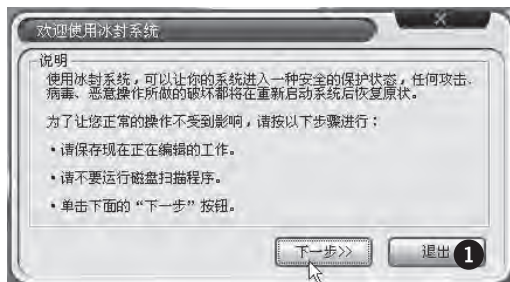 欢迎使用冰封系统
说明
使用冰封系统，可以让你的系统进入一种安全的保护状态，任何攻击、
病毒、恶意操作所做的破坏都将在重新启动系统后恢复原状。
为了让您正常的操作不受到影响，请按以下步骤进行：
•请保存现在正在编辑的工作。
•请不要运行磁盘扫描程序。
•单击下面的“下一步”按钮。
下一步>> 退出 1